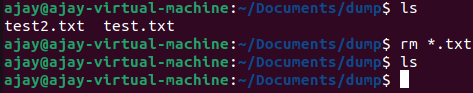 ajay@ajay-virtual-machine:~/Documents/dump$ ls
test2.txt  test.txt
ajay@ajay-virtual-machine:~/Documents/dump$ rm *.txt
ajay@ajay-virtual-machine:~/Documents/dump$ ls
ajay@ajay-virtual-machine:~/Documents/dump$